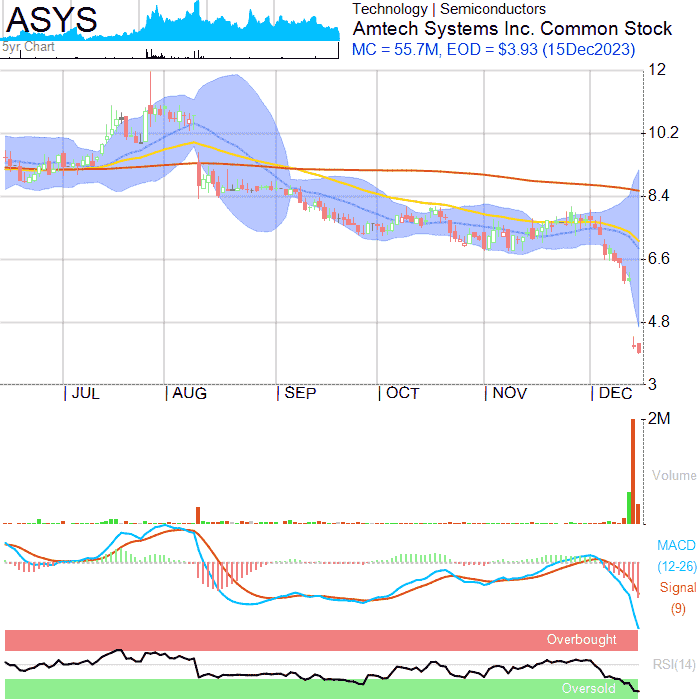 ASYS
Technology | Semiconductors
Amtech Systems Inc. Common Stock
MC = 55.7M, EOD = $3.93 (15Dec2023)
5yr Chart
12
10.2
8.4
6.6
4.8
3
JUL AUG SEP OCT NOV DEC
2M
Volume
MACD
(12-26)
Signal
(9)
Overbought
RSI(14)
Oversold